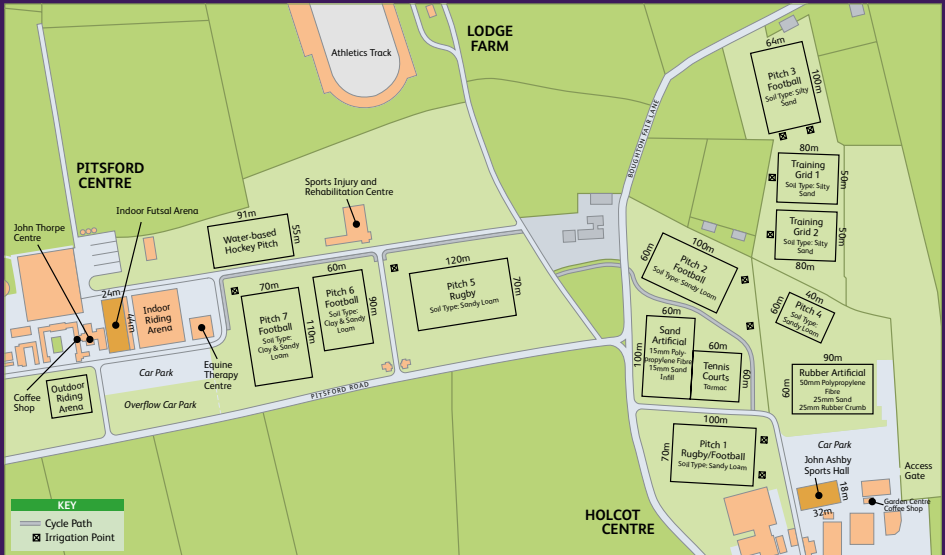 LODGE
FARM
Athletics Track
64m
Pitch 3
Football
Soil Type: Silty
Sand
100m
BOUGHTON FAIR LANE
80m
Training
Grid 1
Soil Type: Silty
Sand
50m
Training
Grid 2
Soil Type: Silty
Sand
50m
80m
PITSFORD
CENTRE
Sports Injury and
Rehabilitation Centre
Indoor Futsal Arena
John Thorpe
Centre
91m
Water-based
Hockey Pitch
55m
60m
100m
Pitch 2
Football
Soil Type: Sandy Loam
120m
Pitch 5
Rugby
Soil Type: Sandy Loam
70m
60m
Pitch 6
Football
Soil Type:
Clay & Sandy
Loam
90m
70m
Pitch 7
Football
Soil Type:
Clay & Sandy
Loam
110m
24m
44m
Indoor
Riding
Arena
60m
40m
Pitch 4
Soil Type:
Sandy Loam
60m
100m
Sand
Artificial
15mm Poly-
propylene Fibre
15mm Sand
Infill
60m
Tennis
Courts
Tarmac
60m
90m
60m
Rubber Artificial
50mm Polypropylene
Fibre
25mm Sand
25mm Rubber Crumb
Equine
Therapy
Centre
Car Park
Overflow Car Park
Coffee
Shop
Outdoor
Riding
Arena
PITSFORD ROAD
100m
70m
Pitch 1
Rugby/Football
Soil Type: Sandy Loam
Car Park
John Ashby
Sports Hall
18m
32m
Access
Gate
Garden Centre
Coffee Shop
HOLCOT
CENTRE
KEY
Cycle Path
Irrigation Point